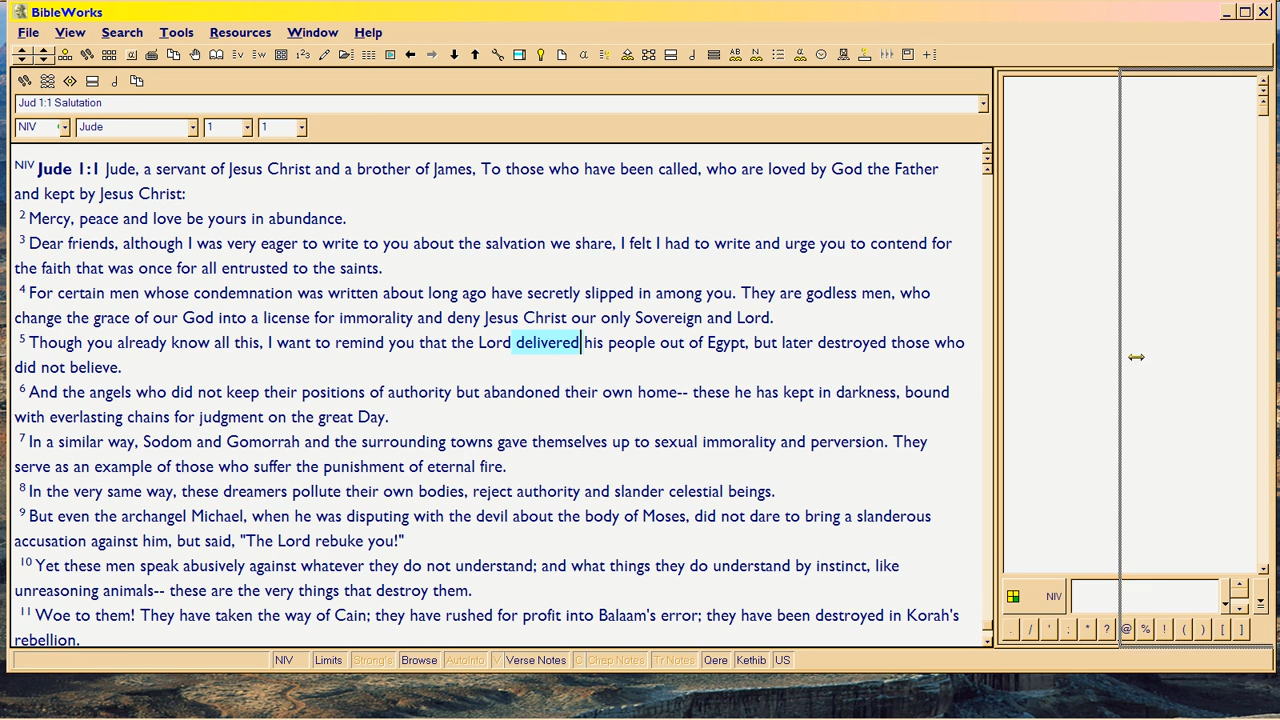 BibleWorks
File View Search Tools Resources Window Help
Jud 1:1 Salutation
NIV Jude 1 1
NIV Jude 1:1 Jude, a servant of Jesus Christ and a brother of James, To those who have been called, who are loved by God the Father
and kept by Jesus Christ:
2 Mercy, peace and love be yours in abundance.
3 Dear friends, although I was very eager to write to you about the salvation we share, I felt I had to write and urge you to contend for
the faith that was once for all entrusted to the saints.
4 For certain men whose condemnation was written about long ago have secretly slipped in among you. They are godless men, who
change the grace of our God into a license for immorality and deny Jesus Christ our only Sovereign and Lord.
5 Though you already know all this, I want to remind you that the Lord delivered his people out of Egypt, but later destroyed those who
did not believe.
6 And the angels who did not keep their positions of authority but abandoned their own home-- these he has kept in darkness, bound
with everlasting chains for judgment on the great Day.
7 In a similar way, Sodom and Gomorrah and the surrounding towns gave themselves up to sexual immorality and perversion. They
serve as an example of those who suffer the punishment of eternal fire.
8 In the very same way, these dreamers pollute their own bodies, reject authority and slander celestial beings.
9 But even the archangel Michael, when he was disputing with the devil about the body of Moses, did not dare to bring a slanderous
accusation against him, but said, "The Lord rebuke you!"
10 Yet these men speak abusively against whatever they do not understand; and what things they do understand by instinct, like
unreasoning animals-- these are the very things that destroy them.
11 Woe to them! They have taken the way of Cain; they have rushed for profit into Balaam's error; they have been destroyed in Korah's
rebellion.
NIV
. / ' ; * ? @ % ! ( ) [ ]
NIV Limits Strong's Browse AutoInfo V Verse Notes C Chap Notes Tr Notes Qere Kethib US